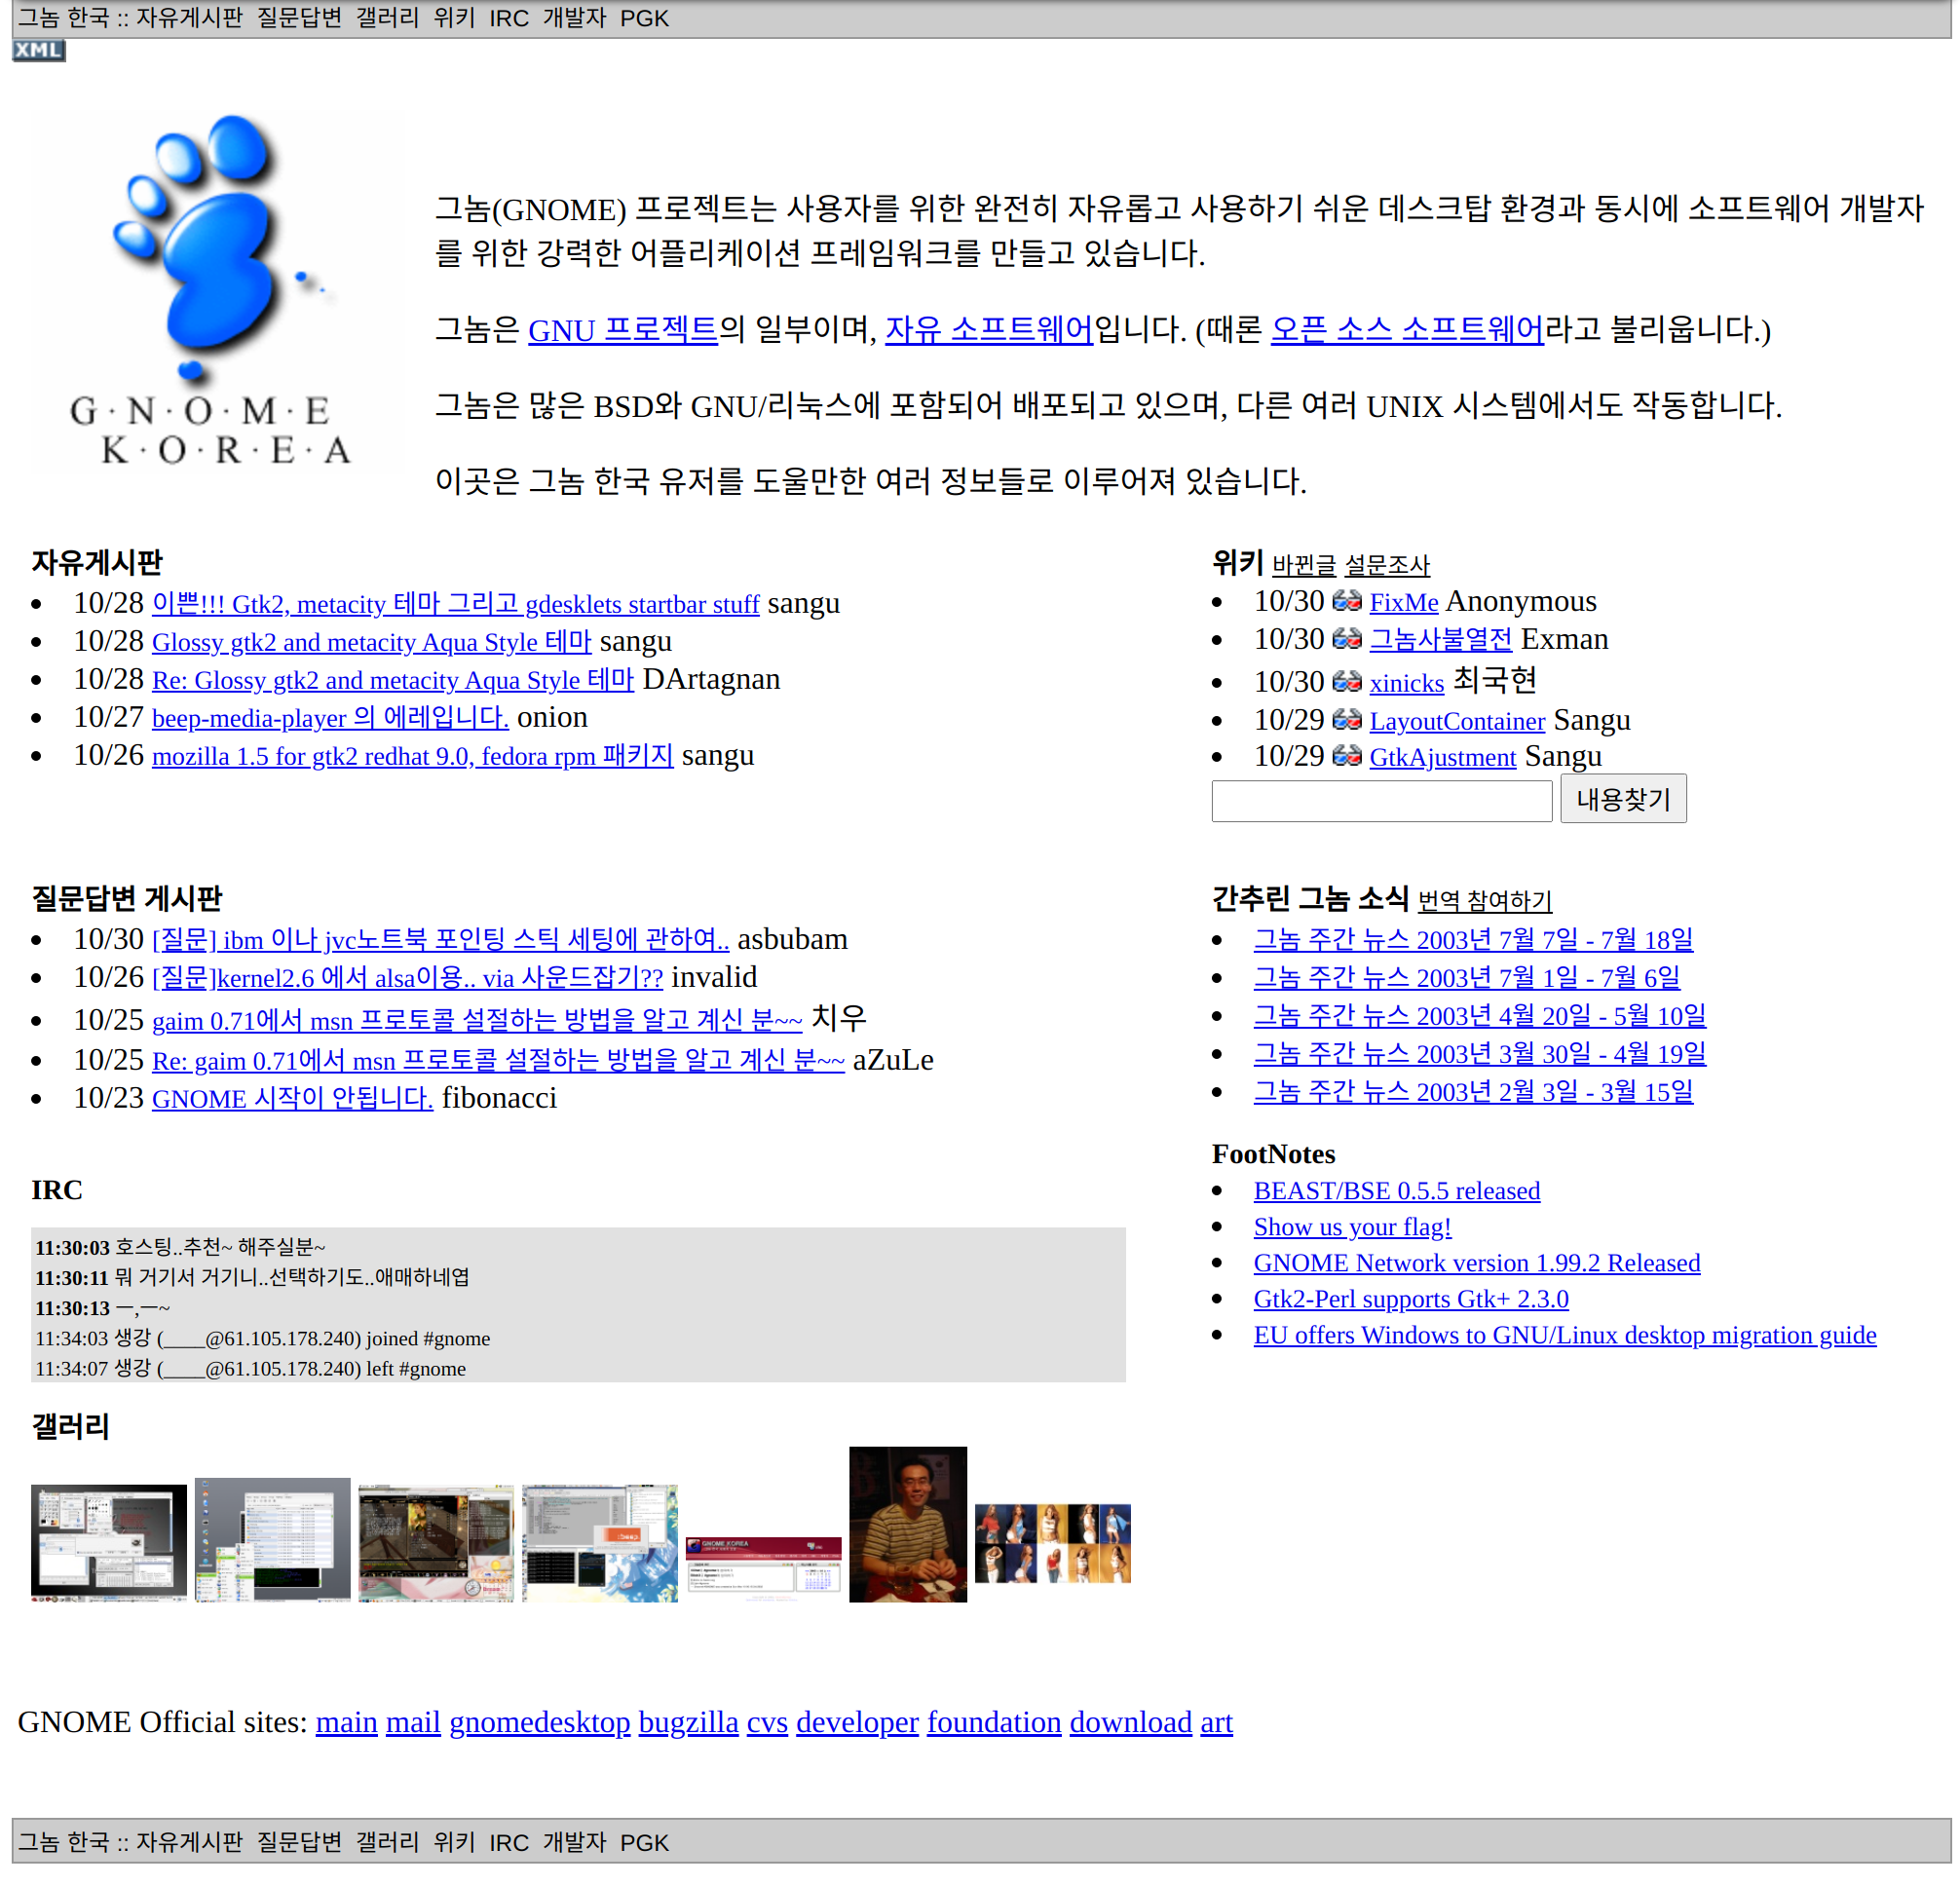 그놈 한국 :: 자유게시판 질문답변 갤러리 위키 IRC 개발자 PGK
XML
G·N·O·M·E
K·O·R·E·A
그놈(GNOME) 프로젝트는 사용자를 위한 완전히 자유롭고 사용하기 쉬운 데스크탑 환경과 동시에 소프트웨어 개발자
를 위한 강력한 어플리케이션 프레임워크를 만들고 있습니다.
그놈은 GNU 프로젝트의 일부이며, 자유 소프트웨어입니다. (때론 오픈 소스 소프트웨어라고 불리웁니다.)
그놈은 많은 BSD와 GNU/리눅스에 포함되어 배포되고 있으며, 다른 여러 UNIX 시스템에서도 작동합니다.
이곳은 그놈 한국 유저를 도울만한 여러 정보들로 이루어져 있습니다.
자유게시판
10/28 이쁜!!! Gtk2, metacity 테마 그리고 gdesklets startbar stuff sangu
10/28 Glossy gtk2 and metacity Aqua Style 테마 sangu
10/28 Re: Glossy gtk2 and metacity Aqua Style 테마 DArtagnan
10/27 beep-media-player 의 에레입니다. onion
10/26 mozilla 1.5 for gtk2 redhat 9.0, fedora rpm 패키지 sangu
위키 바뀐글 설문조사
10/30 FixMe Anonymous
10/30 그놈사불열전 Exman
10/30 xinicks 최국현
10/29 LayoutContainer Sangu
10/29 GtkAjustment Sangu
내용찾기
질문답변 게시판
10/30 [질문] ibm 이나 jvc노트북 포인팅 스틱 세팅에 관하여.. asbubam
10/26 [질문]kernel2.6 에서 alsa이용.. via 사운드잡기?? invalid
10/25 gaim 0.71에서 msn 프로토콜 설절하는 방법을 알고 계신 분~~ 치우
10/25 Re: gaim 0.71에서 msn 프로토콜 설절하는 방법을 알고 계신 분~~ aZuLe
10/23 GNOME 시작이 안됩니다. fibonacci
간추린 그놈 소식 번역 참여하기
그놈 주간 뉴스 2003년 7월 7일 - 7월 18일
그놈 주간 뉴스 2003년 7월 1일 - 7월 6일
그놈 주간 뉴스 2003년 4월 20일 - 5월 10일
그놈 주간 뉴스 2003년 3월 30일 - 4월 19일
그놈 주간 뉴스 2003년 2월 3일 - 3월 15일
FootNotes
BEAST/BSE 0.5.5 released
Show us your flag!
GNOME Network version 1.99.2 Released
Gtk2-Perl supports Gtk+ 2.3.0
EU offers Windows to GNU/Linux desktop migration guide
IRC
11:30:03 호스팅..추천~ 해주실분~
11:30:11 뭐 거기서 거기니..선택하기도..애매하네엽
11:30:13 ㅡ,ㅡ~
11:34:03 생강 (____@61.105.178.240) joined #gnome
11:34:07 생강 (____@61.105.178.240) left #gnome
갤러리
GNOME KOREA
GNOME Official sites: main mail gnomedesktop bugzilla cvs developer foundation download art
그놈 한국 :: 자유게시판 질문답변 갤러리 위키 IRC 개발자 PGK